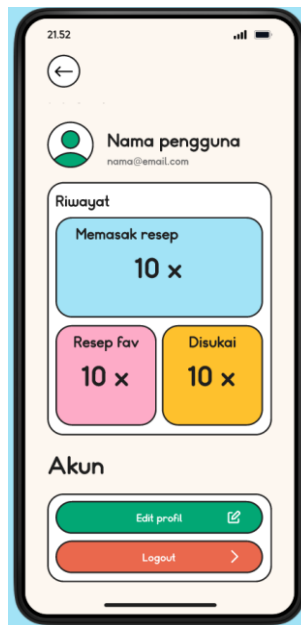 21.52
Nama pengguna
nama@email.com
Riwayat
Memasak resep
10 x
Resep fav
10 x
Disukai
10 x
Akun
Edit profil
Logout